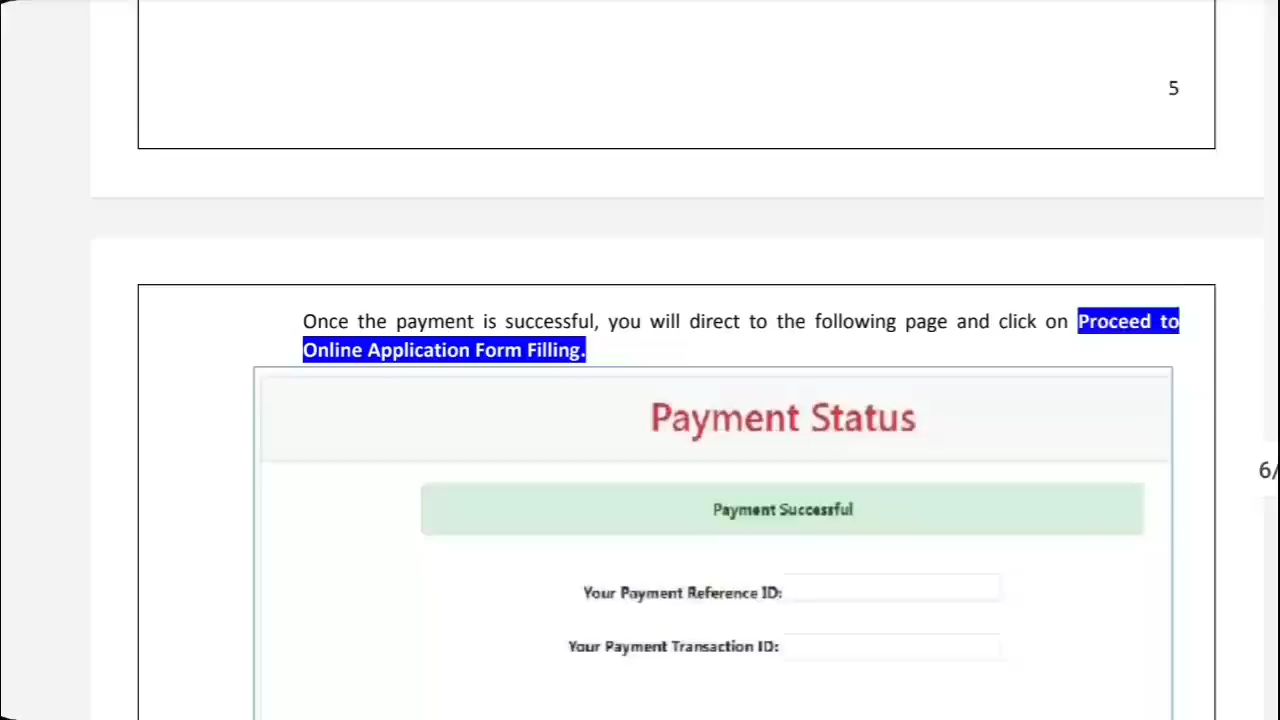 5
Once the payment is successful, you will direct to the following page and click on Proceed to
Online Application Form Filling.
Payment Status
Payment Successful
Your Payment Reference ID:
Your Payment Transaction ID:
6/